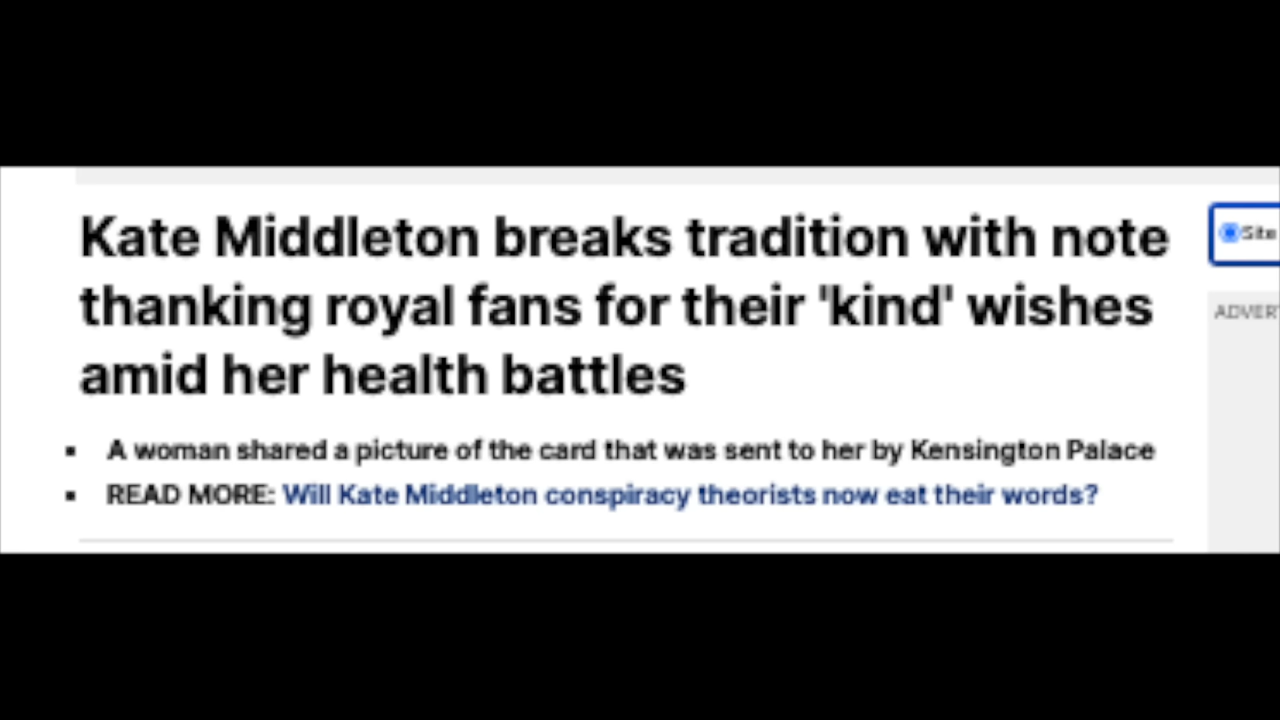 Kate Middleton breaks tradition with note
thanking royal fans for their 'kind' wishes
amid her health battles
▪ A woman shared a picture of the card that was sent to her by Kensington Palace
▪ READ MORE: Will Kate Middleton conspiracy theorists now eat their words?
Site
ADVER